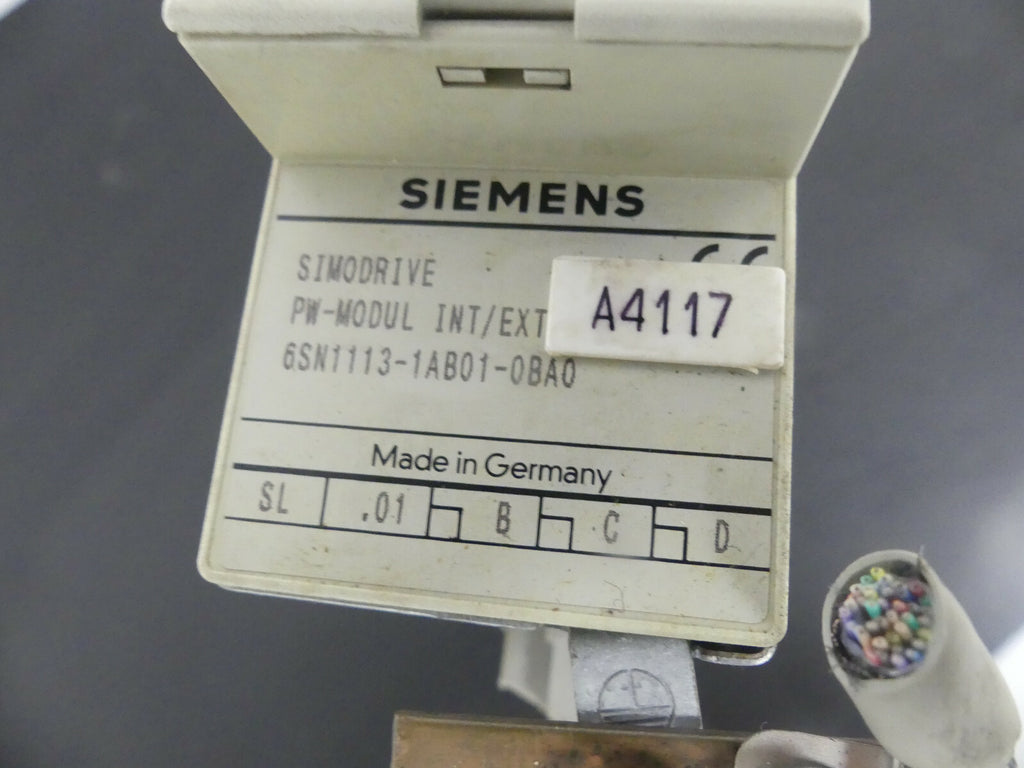 SIEMENS
SIMODRIVE
PW-MODUL INT/EXT
A4117
6SN1113-1AB01-0BA0
Made in Germany
SL .01 B C D